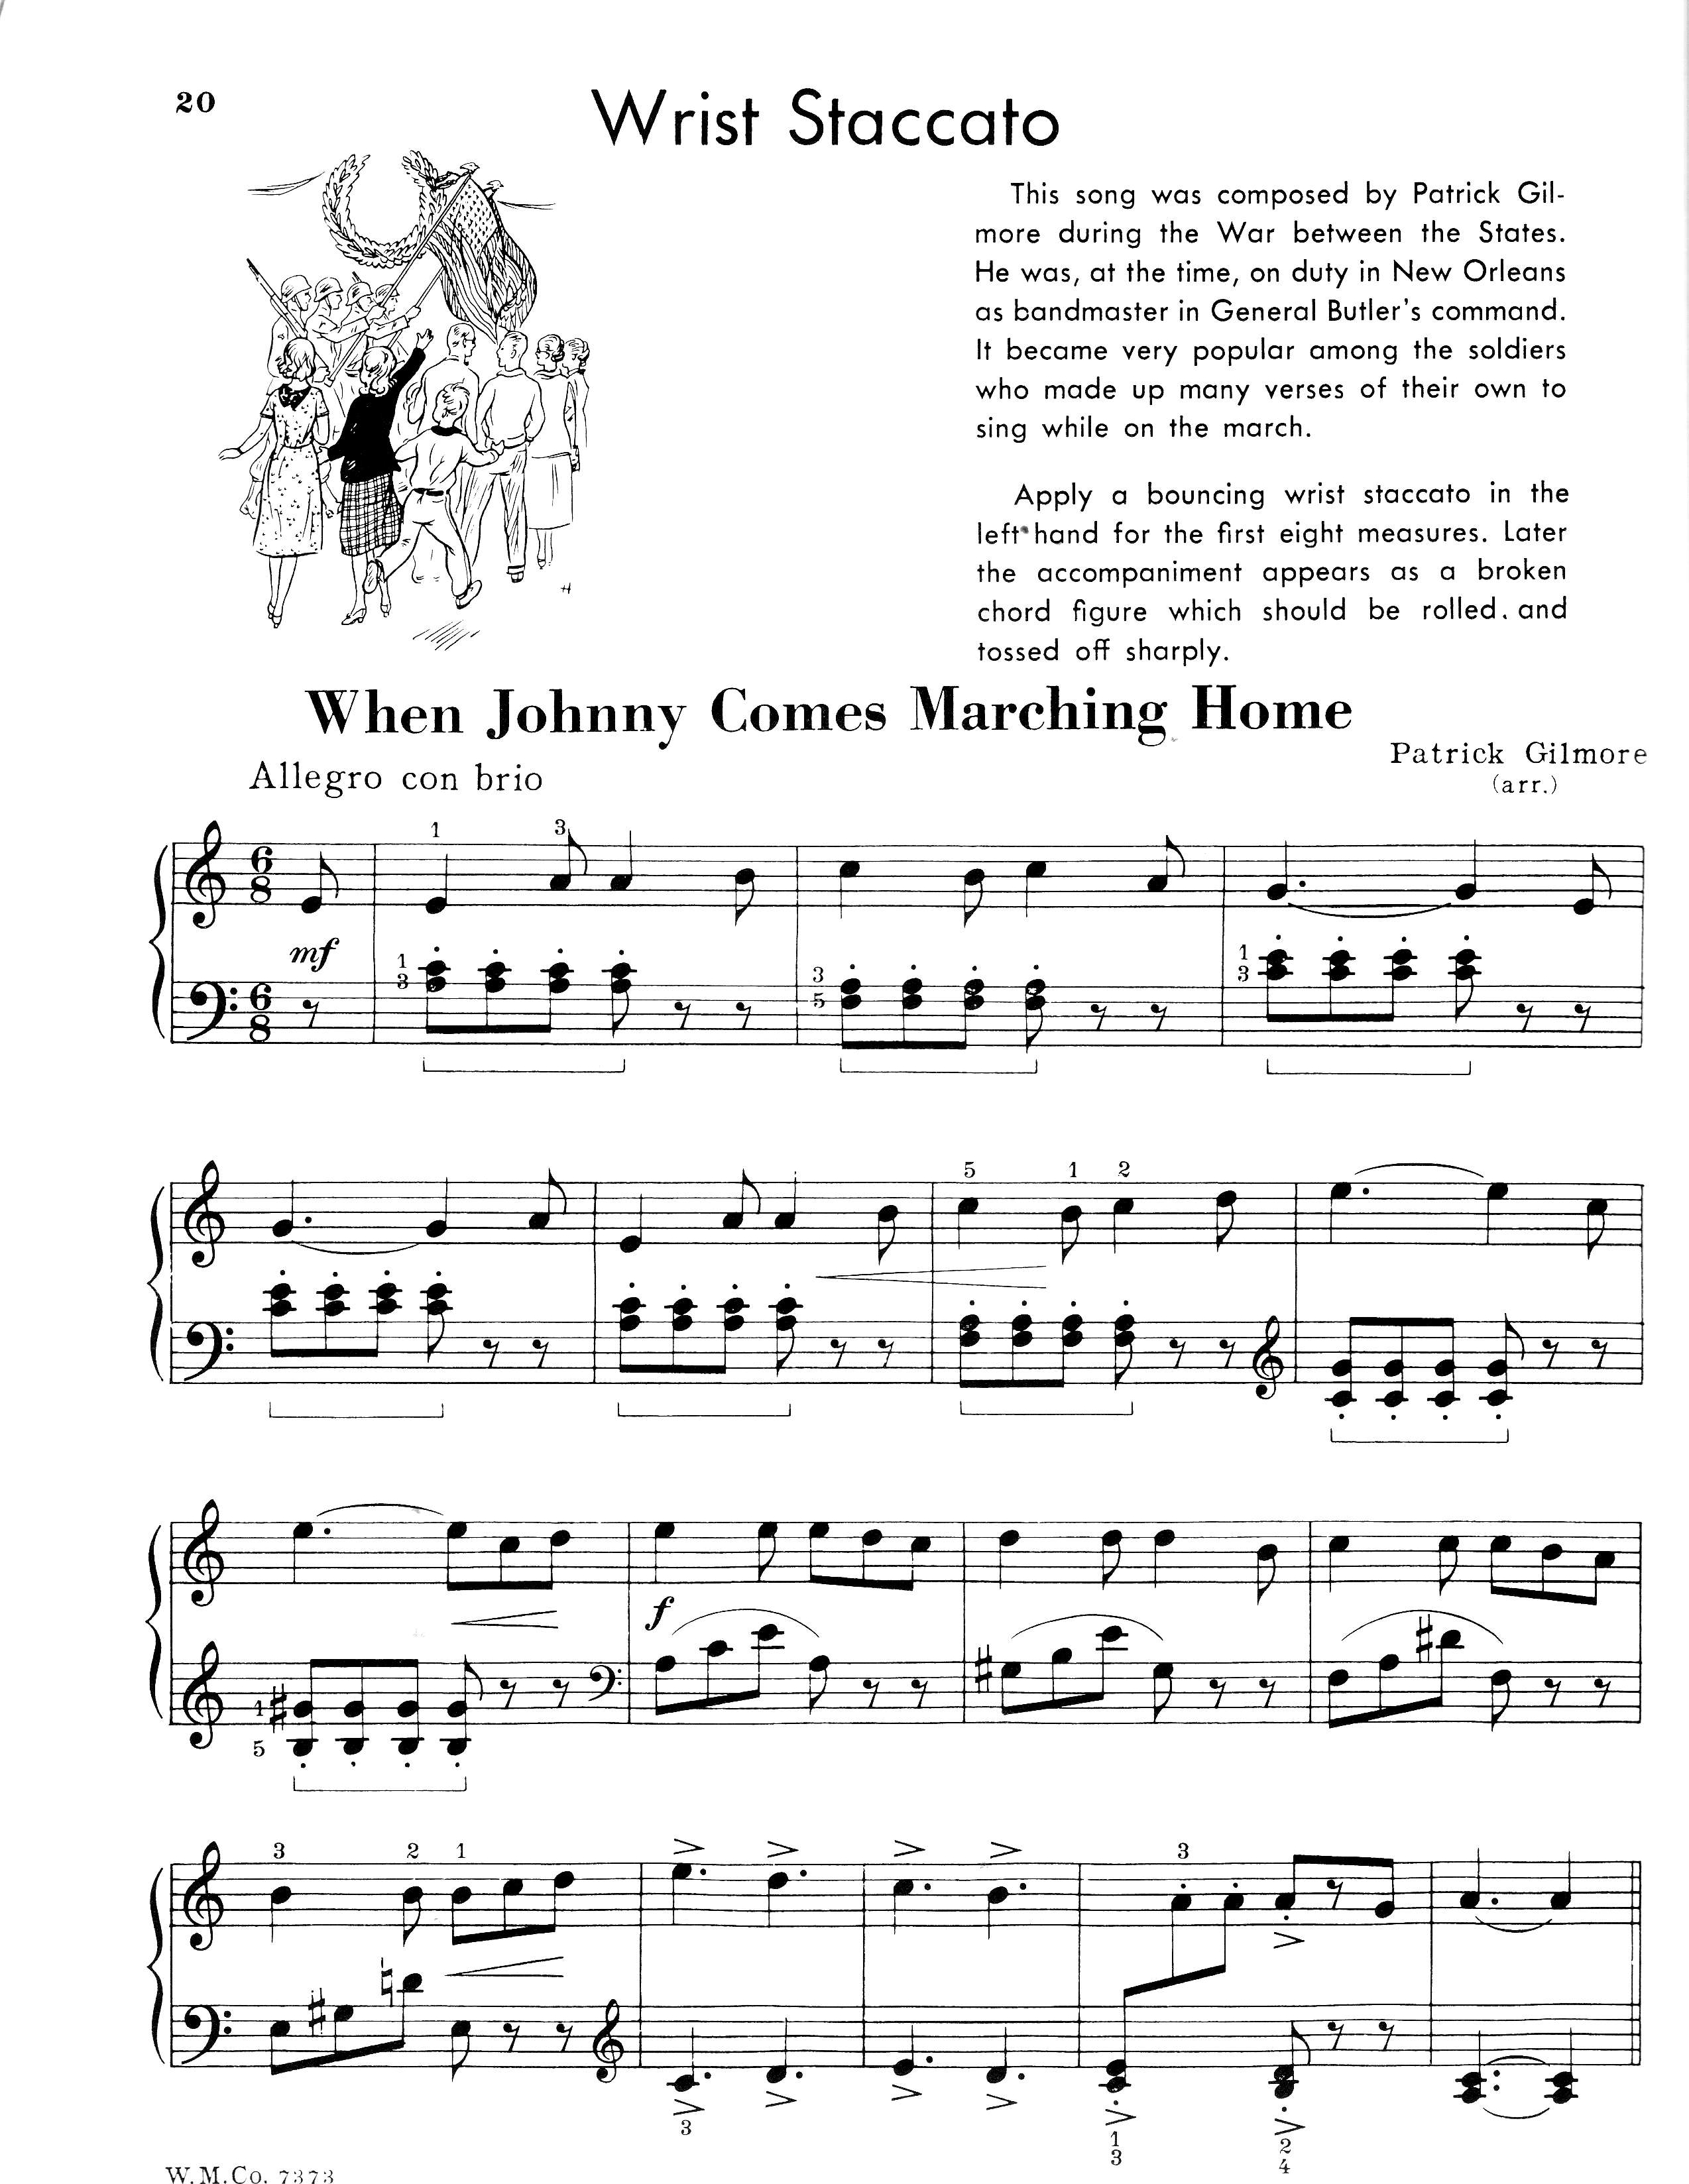 20
Wrist Staccato
This song was composed by Patrick Gil-
more during the War between the States.
He was, at the time, on duty in New Orleans
as bandmaster in General Butler's command.
It became very popular among the soldiers
who made up many verses of their own to
sing while on the march.
Apply a bouncing wrist staccato in the
left hand for the first eight measures. Later
the accompaniment appears as a broken
chord figure which should be rolled. and
tossed off sharply.
H
When Johnny Comes Marching Home
Patrick Gilmore
(arr.)
Allegro con brio
1 3
6
8
mf
1 3 1
3 5 3
6
8
5 1 2
f
1
5
3 2 1
3
3
1 2
3 4
W. M. Co. 7373